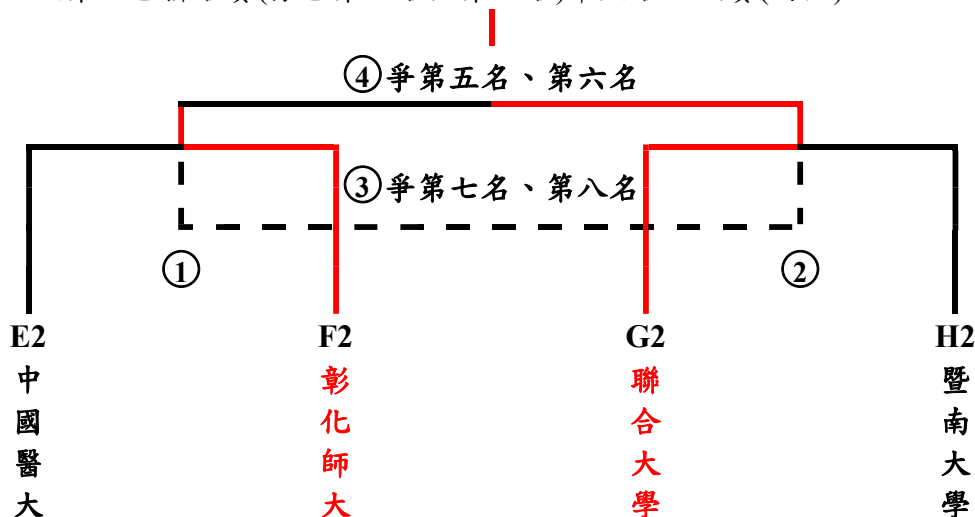 ④爭第五名、第六名
③爭第七名、第八名
① ②
E2 F2 G2 H2
中國醫大
彰化師大
聯合大學
暨南大學